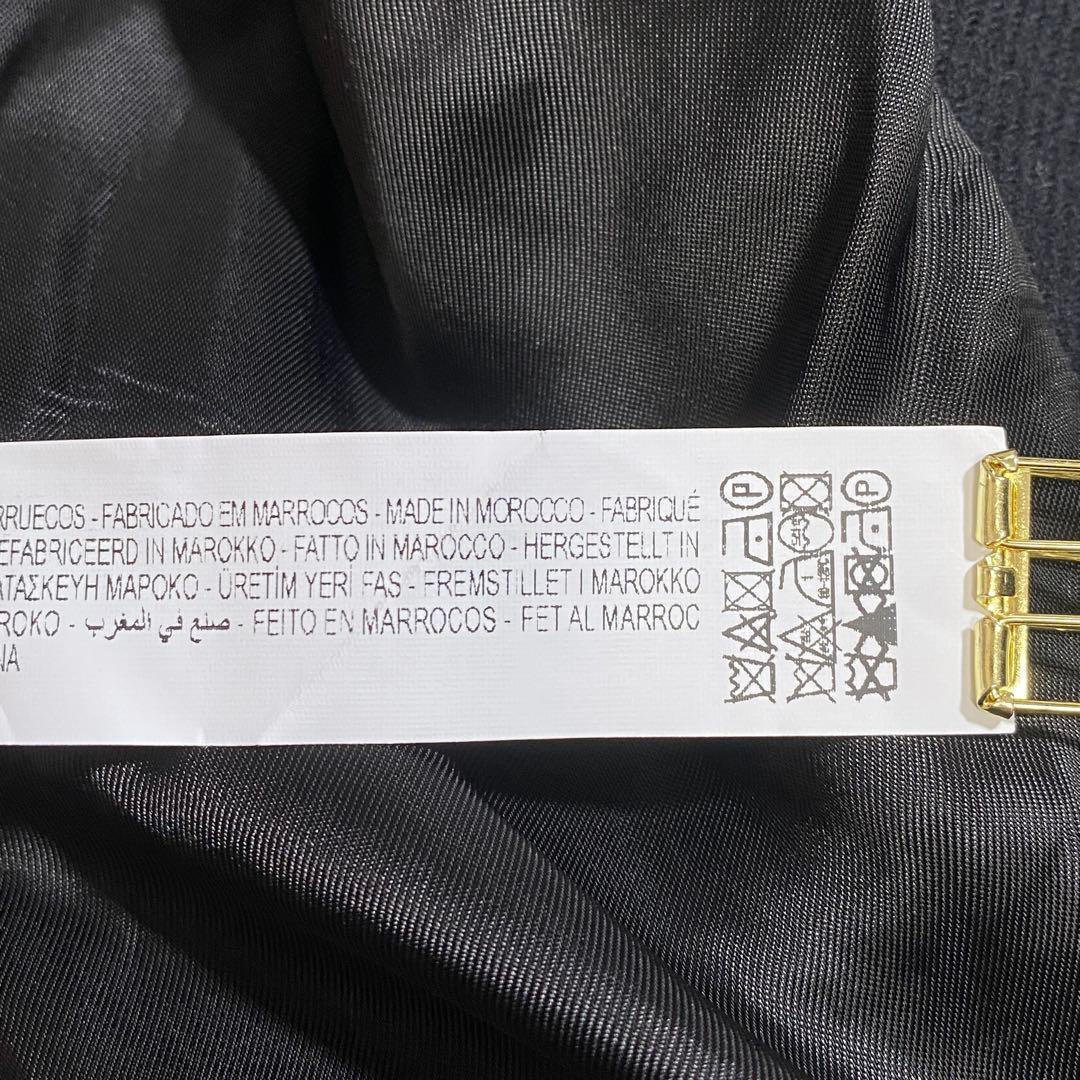 RRUECOS - FABRICADO EM MARROCOS - MADE IN MOROCCO - FABRIQUÉ
EFABRICEERD IN MAROKKO - FATTO IN MAROCCO - HERGESTELLT IN
ΑΤΑΣΚΕΥΗ ΜΑΡΟΚΟ - ÜRETİM YERİ FAS - FREMSTILLET I MAROKKO
ROKO - صنع في المغرب - FEITO EN MARROCOS - FET AL MARROC
NA
P
P